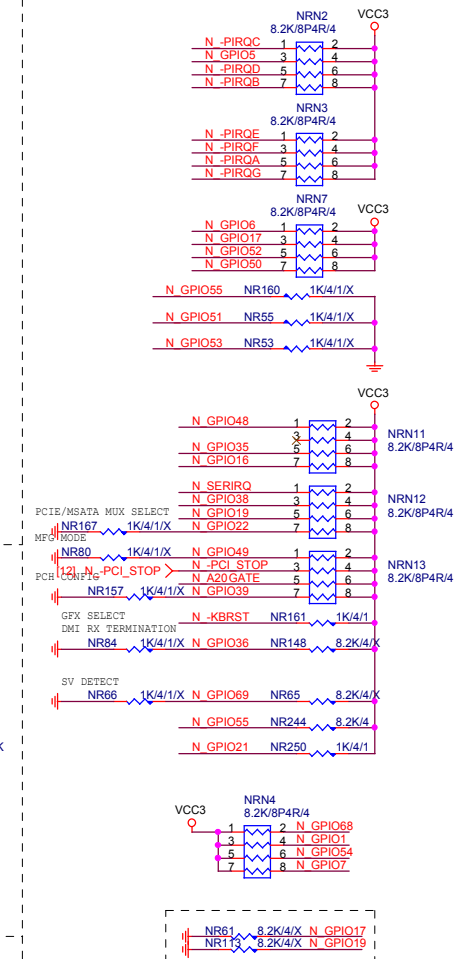 NRN2
8.2K/8P4R/4
VCC3
N_-PIRQC 1 2
N_GPIO5 3 4
N_-PIRQD 5 6
N_-PIRQB 7 8
NRN3
8.2K/8P4R/4
N_-PIRQE 1 2
N_-PIRQF 3 4
N_-PIRQA 5 6
N_-PIRQG 7 8
NRN7
8.2K/8P4R/4
VCC3
N_GPIO6 1 2
N_GPIO17 3 4
N_GPIO52 5 6
N_GPIO50 7 8
N_GPIO55 NR160 1K/4/1/X
N_GPIO51 NR55 1K/4/1/X
N_GPIO53 NR53 1K/4/1/X
VCC3
N_GPIO48 1 2
3 4 NRN11
N_GPIO35 5 6 8.2K/8P4R/4
N_GPIO16 7 8
N_SERIRQ 1 2
N_GPIO38 3 4 NRN12
N_GPIO19 5 6 8.2K/8P4R/4
PCIE/MSATA MUX SELECT
NR167 1K/4/1/X N_GPIO22 7 8
MFG MODE
NR80 1K/4/1/X N_GPIO49 1 2
[12] N_-PCI_STOP N_-PCI_STOP 3 4 NRN13
PCH CONFIG
N_A20GATE 5 6 8.2K/8P4R/4
NR157 1K/4/1/X N_GPIO39 7 8
GFX SELECT
N_-KBRST NR161 1K/4/1
DMI RX TERMINATION
NR84 1K/4/1/X N_GPIO36 NR148 8.2K/4/X
SV DETECT
NR66 1K/4/1/X N_GPIO69 NR65 8.2K/4/X
N_GPIO55 NR244 8.2K/4
N_GPIO21 NR250 1K/4/1
K
NRN4
VCC3
8.2K/8P4R/4
1 2 N_GPIO68
3 4 N_GPIO1
5 6 N_GPIO54
7 8 N_GPIO7
NR61 8.2K/4/X N_GPIO17
NR113 8.2K/4/X N_GPIO19